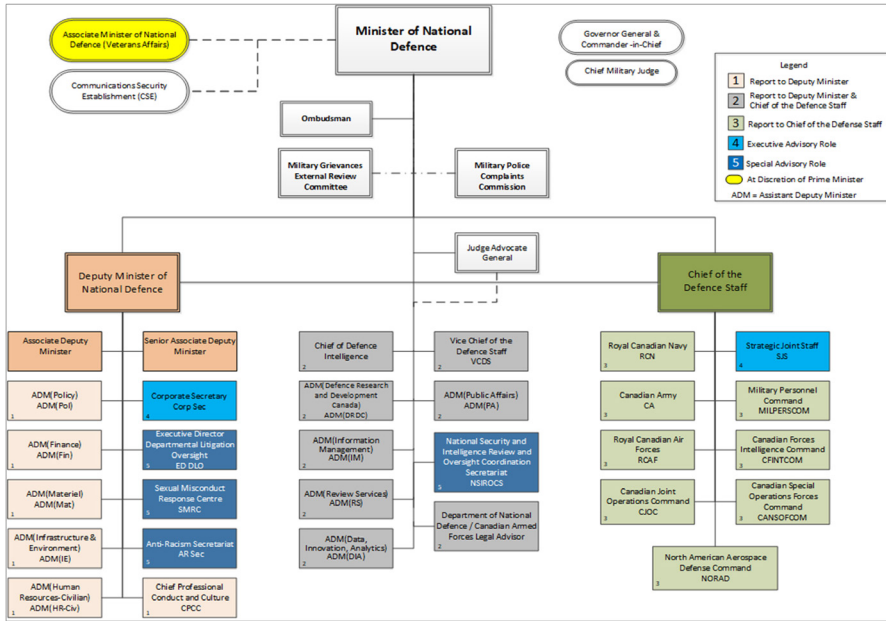 Associate Minister of National
Defence (Veterans Affairs)
Communications Security
Establishment (CSE)
Minister of National
Defence
Governor General &
Commander -in-Chief
Chief Military Judge
Legend
1 Report to Deputy Minister
2 Report to Deputy Minister &
Chief of the Defence Staff
3 Report to Chief of the Defense Staff
4 Executive Advisory Role
5 Special Advisory Role
At Discretion of Prime Minister
ADM = Assistant Deputy Minister
Ombudsman
Military Grievances
External Review
Committee
Military Police
Complaints
Commission
Judge Advocate
General
Deputy Minister of
National Defence
Chief of the
Defence Staff
Associate Deputy
Minister
Senior Associate Deputy
Minister
ADM(Policy)
ADM(Pol)
1
Corporate Secretary
Corp Sec
4
ADM(Finance)
ADM(Fin)
1
Executive Director
Departmental Litigation
Oversight
ED DLO
5
ADM(Materiel)
ADM(Mat)
1
Sexual Misconduct
Response Centre
SMRC
5
ADM(Infrastructure &
Environment)
ADM(IE)
1
Anti-Racism Secretariat
AR Sec
5
ADM(Human
Resources-Civilian)
ADM(HR-Civ)
1
Chief Professional
Conduct and Culture
CPCC
1
Chief of Defence
Intelligence
2
Vice Chief of the
Defence Staff
VCDS
2
ADM(Defence Research
and Development
Canada)
ADM(DRDC)
2
ADM(Public Affairs)
ADM(PA)
2
ADM(Information
Management)
ADM(IM)
2
National Security and
Intelligence Review and
Oversight Coordination
Secretariat
NSIROCS
5
ADM(Review Services)
ADM(RS)
2
Department of National
Defence / Canadian Armed
Forces Legal Advisor
2
ADM(Data,
Innovation, Analytics)
ADM(DIA)
2
Royal Canadian Navy
RCN
3
Strategic Joint Staff
SJS
4
Canadian Army
CA
3
Military Personnel
Command
MILPERSCOM
3
Royal Canadian Air
Forces
RCAF
3
Canadian Forces
Intelligence Command
CFINTCOM
3
Canadian Joint
Operations Command
CJOC
3
Canadian Special
Operations Forces
Command
CANSOFCOM
3
North American Aerospace
Defense Command
NORAD
3